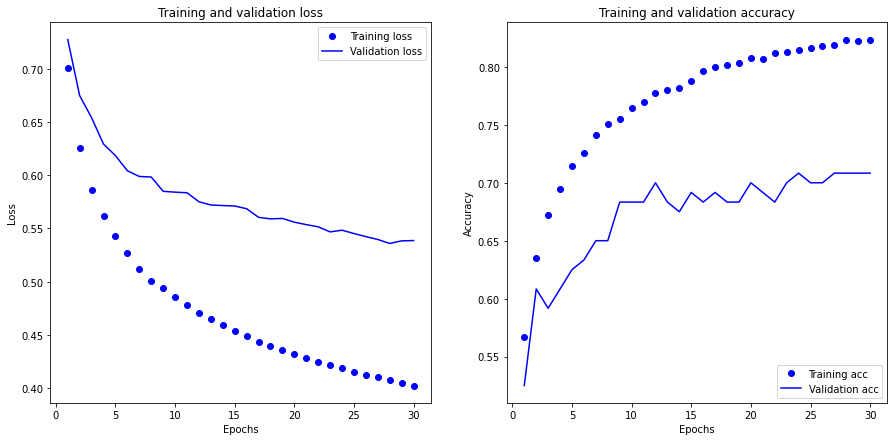 Training and validation loss
Training loss
Validation loss
0.70
0.65
0.60
0.55
0.50
0.45
0.40
Loss
0
5
10
15
20
25
30
Epochs
Training and validation accuracy
0.80
0.75
0.70
0.65
0.60
0.55
Accuracy
Training acc
Validation acc
0
5
10
15
20
25
30
Epochs